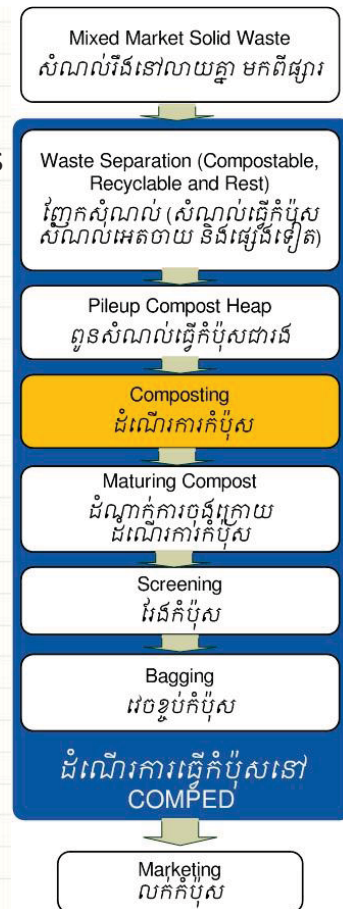 Mixed Market Solid Waste
សំណល់រឹងនៅលាយគ្នា មកពីផ្សារ
s
Waste Separation (Compostable,
Recyclable and Rest)
ញែកសំណល់ (សំណល់ធ្វើកំប៉ុស
សំណល់អេតចាយ និងផ្សេងទៀត)
Pileup Compost Heap
ពូនសំណល់ធ្វើកំប៉ុសជារង
Composting
ដំណើរការកំប៉ុស
Maturing Compost
ដំណាក់ការចុងក្រោយ
ដំណើរការកំប៉ុស
Screening
រែងកំប៉ុស
Bagging
វេចខ្ចប់កំប៉ុស
ដំណើរការធ្វើកំប៉ុសនៅ
COMPED
Marketing
លក់កំប៉ុស